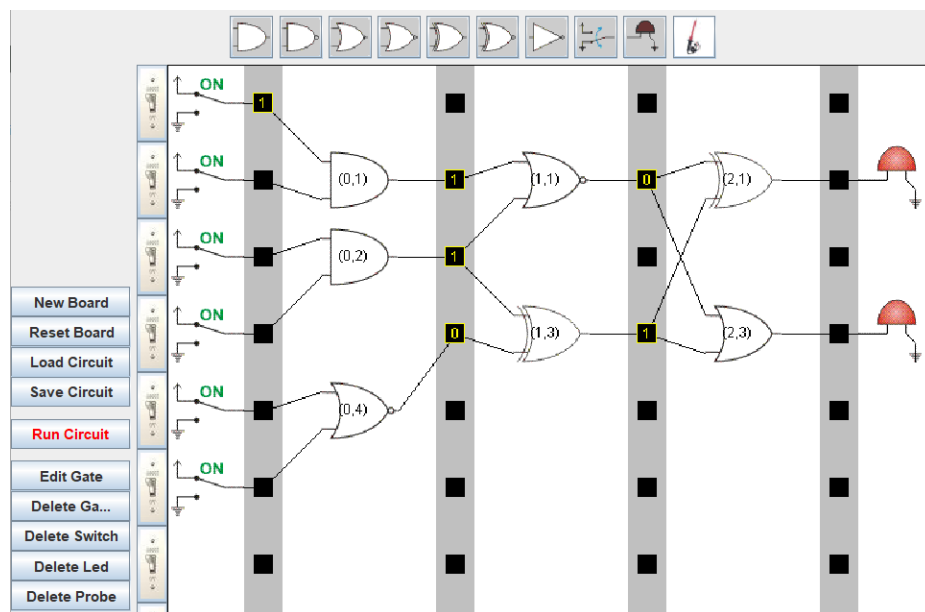 ON
1
ON
(0,1)
1
(1,1)
0
(2,1)
ON
(0,2)
1
New Board
ON
0
(1,3)
1
(2,3)
Reset Board
Load Circuit
Save Circuit
ON
(0,4)
Run Circuit
ON
Edit Gate
Delete Ga...
Delete Switch
Delete Led
Delete Probe